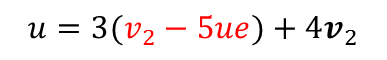 u = 3(v₂ − 5ue) + 4v₂